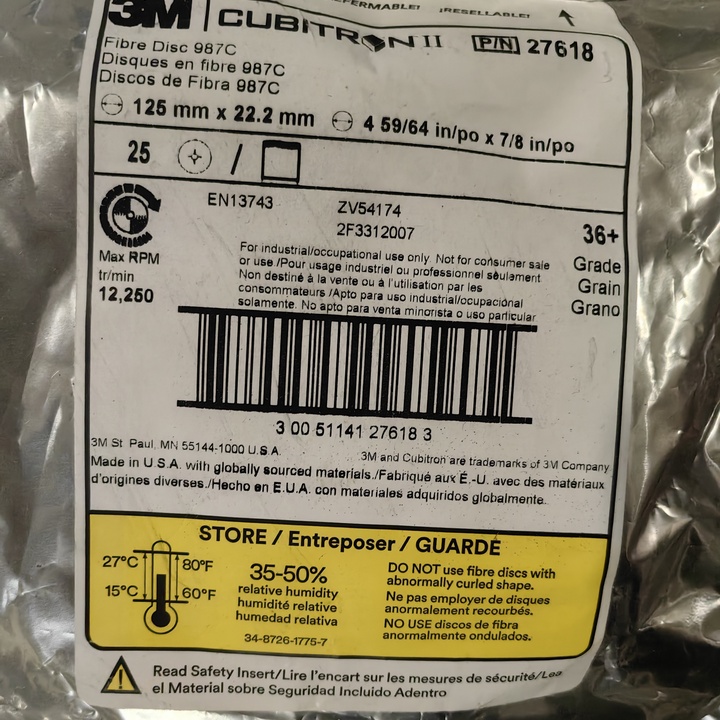 REFERMABLE! ¡RESELLABLE!
3M | CUBITRON II P/N 27618
Fibre Disc 987C
Disques en fibre 987C
Discos de Fibra 987C
125 mm x 22.2 mm 4 59/64 in/po x 7/8 in/po
25 /
EN13743 ZV54174
2F3312007
36+
Grade
Grain
Grano
Max RPM
tr/min
12,250
For industrial/occupational use only. Not for consumer sale
or use /Pour usage industriel ou professionnel seulement.
Non destiné à la vente ou à l'utilisation par les
consommateurs /Apto para uso industrial/ocupacional
solamente. No apto para venta minorista o uso particular
3 00 51141 27618 3
3M St. Paul, MN 55144-1000 U.S.A.
3M and Cubitron are trademarks of 3M Company
Made in U.S.A. with globally sourced materials./Fabriqué aux É.-U. avec des matériaux
d'origines diverses./Hecho en E.U.A. con materiales adquiridos globalmente.
STORE / Entreposer / GUARDE
27°C 80°F
15°C 60°F
35-50%
relative humidity
humidité relative
humedad relativa
34-8726-1775-7
DO NOT use fibre discs with
abnormally curled shape.
Ne pas employer de disques
anormalement recourbés.
NO USE discos de fibra
anormalmente ondulados.
Read Safety Insert/Lire l'encart sur les mesures de sécurité/Lea
el Material sobre Seguridad Incluido Adentro